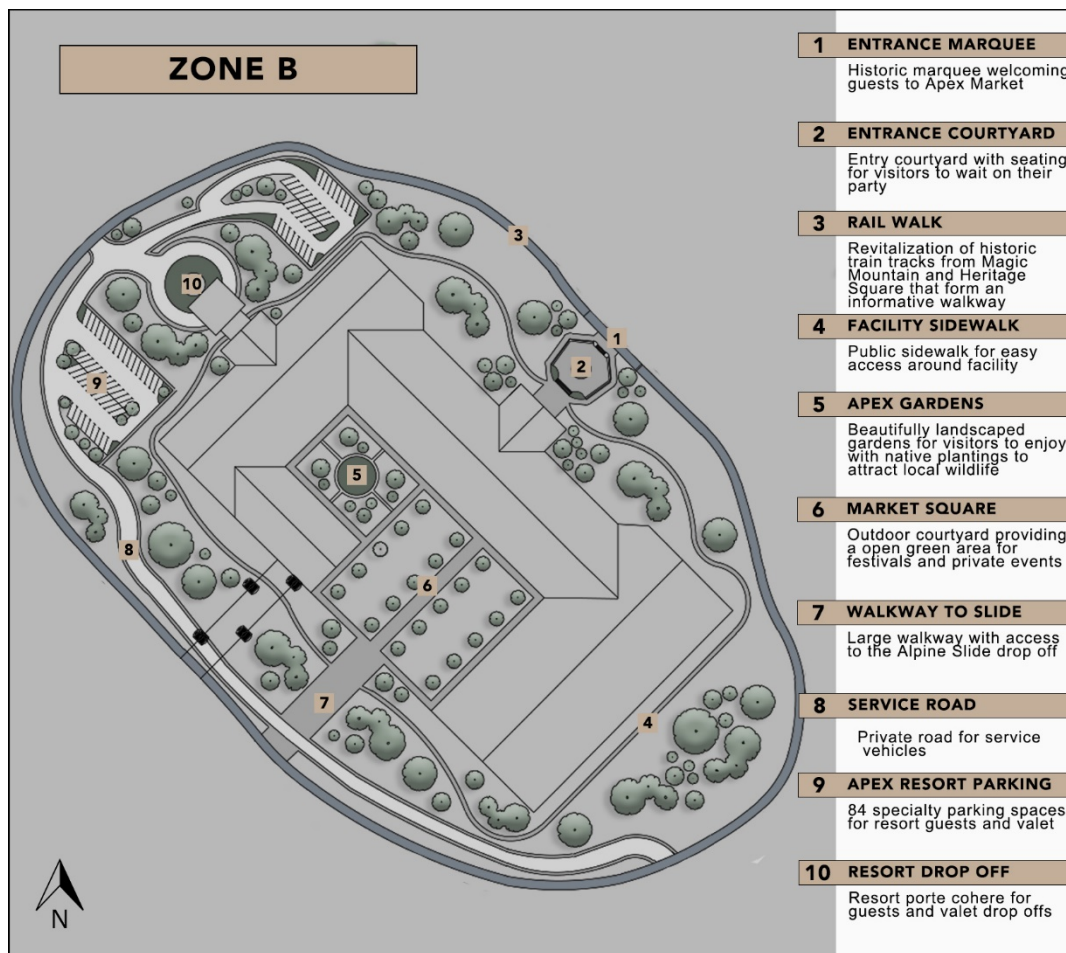 ZONE B
1 ENTRANCE MARQUEE
Historic marquee welcoming
guests to Apex Market
2 ENTRANCE COURTYARD
Entry courtyard with seating
for visitors to wait on their
party
3 RAIL WALK
Revitalization of historic
train tracks from Magic
Mountain and Heritage
Square that form an
informative walkway
4 FACILITY SIDEWALK
Public sidewalk for easy
access around facility
5 APEX GARDENS
Beautifully landscaped
gardens for visitors to enjoy
with native plantings to
attract local wildlife
6 MARKET SQUARE
Outdoor courtyard providing
a open green area for
festivals and private events
7 WALKWAY TO SLIDE
Large walkway with access
to the Alpine Slide drop off
8 SERVICE ROAD
Private road for service
vehicles
9 APEX RESORT PARKING
84 specialty parking spaces
for resort guests and valet
10 RESORT DROP OFF
Resort porte cohere for
guests and valet drop offs
3
10
1
2
9
5
8
6
7
4
N